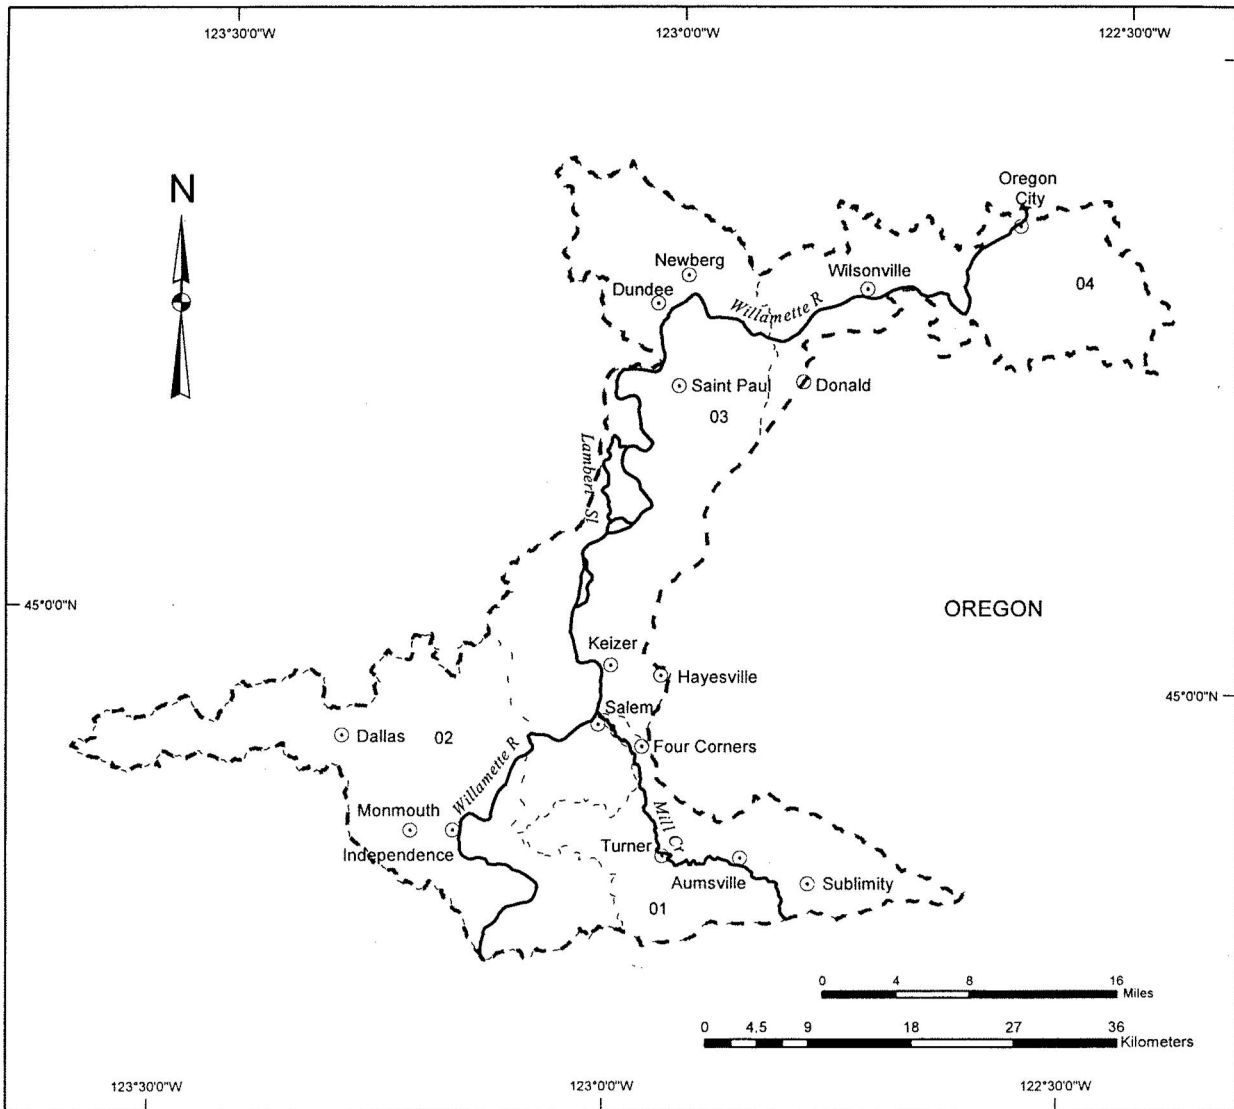 123°30'0"W
123°0'0"W
122°30'0"W
N
Oregon
City
Newberg
Wilsonville
04
Dundee
Willamette R
Saint Paul
Donald
03
Lambert Sl
45°0'0"N
OREGON
Keizer
Hayesville
45°0'0"N
Salem
Dallas
02
Four Corners
Willamette R
Monmouth
Mill Cr
Independence
Turner
Aumsville
Sublimity
01
0 4 8 16
Miles
0 4.5 9 18 27 36
Kilometers
123°30'0"W
123°0'0"W
122°30'0"W